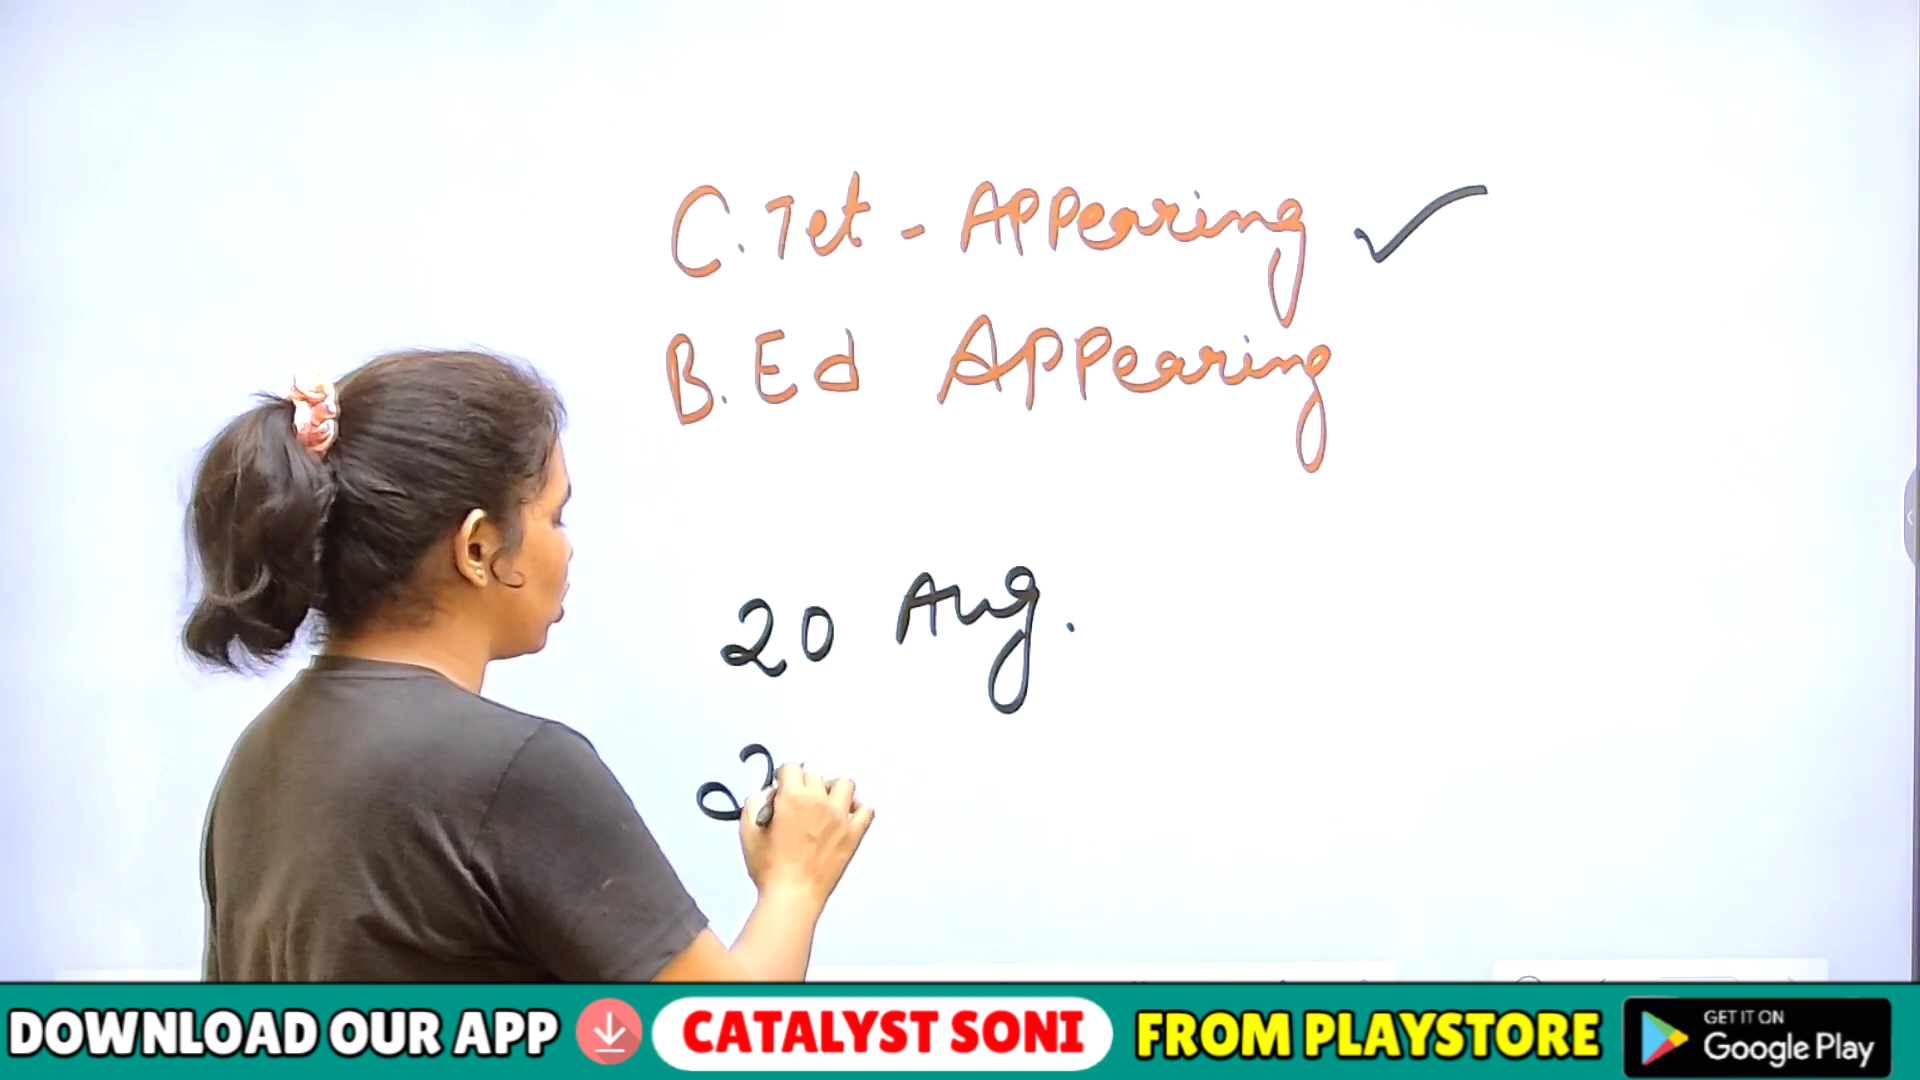 C.Tet - Appearing ✓
B.Ed Appearing
20 Aug.
DOWNLOAD OUR APP CATALYST SONI FROM PLAYSTORE GET IT ON Google Play